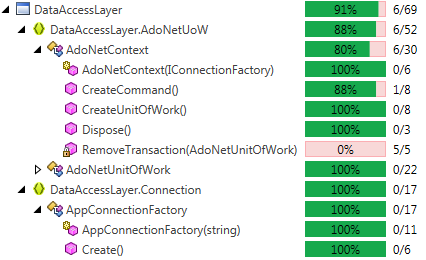 DataAccessLayer 91% 6/69
DataAccessLayer.AdoNetUoW 88% 6/52
AdoNetContext 80% 6/30
AdoNetContext(IConnectionFactory) 100% 0/6
CreateCommand() 88% 1/8
CreateUnitOfWork() 100% 0/8
Dispose() 100% 0/3
RemoveTransaction(AdoNetUnitOfWork) 0% 5/5
AdoNetUnitOfWork 100% 0/22
DataAccessLayer.Connection 100% 0/17
AppConnectionFactory 100% 0/17
AppConnectionFactory(string) 100% 0/11
Create() 100% 0/6